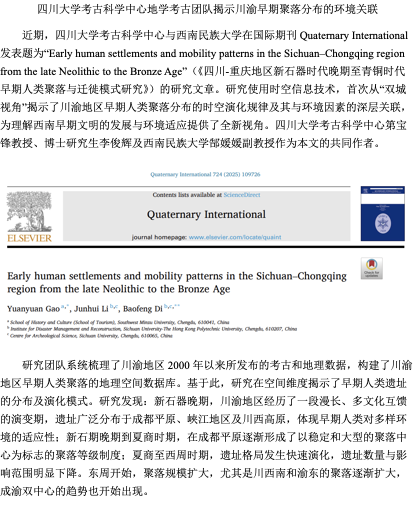 四川大学考古科学中心地学考古团队揭示川渝早期聚落分布的环境关联
近期，四川大学考古科学中心与西南民族大学在国际期刊 Quaternary International
发表题为“Early human settlements and mobility patterns in the Sichuan–Chongqing region
from the late Neolithic to the Bronze Age”（《四川-重庆地区新石器时代晚期至青铜时代
早期人类聚落与迁徙模式研究》）的研究文章。研究使用时空信息技术，首次从“双城
视角”揭示了川渝地区早期人类聚落分布的时空演化规律及其与环境因素的深层关联，
为理解西南早期文明的发展与环境适应提供了全新视角。四川大学考古科学中心第宝
锋教授、博士研究生李俊辉及西南民族大学郜媛媛副教授作为本文的共同作者。
Quaternary International 724 (2025) 109726
Contents lists available at ScienceDirect
Quaternary International
ELSEVIER
journal homepage: www.elsevier.com/locate/quaint
Early human settlements and mobility patterns in the Sichuan–Chongqing
region from the late Neolithic to the Bronze Age
Check for updates
Yuanyuan Gao a,*, Junhui Li b,c, Baofeng Di b,c,**
a School of History and Culture (School of Tourism), Southwest Minzu University, Chengdu, 610041, China
b Institute for Disaster Management and Reconstruction, Sichuan University-The Hong Kong Polytechnic University, Chengdu, 610207, China
c Centre for Archeological Science, Sichuan University, Chengdu, 610065, China
研究团队系统梳理了川渝地区 2000 年以来所发布的考古和地理数据，构建了川渝
地区早期人类聚落的地理空间数据库。基于此，研究在空间维度揭示了早期人类遗址
的分布及演化模式。研究发现：新石器晚期，川渝地区经历了一段漫长、多文化互馈
的演变期，遗址广泛分布于成都平原、峡江地区及川西高原，体现早期人类对多样环
境的适应性；新石期晚期到夏商时期，在成都平原逐渐形成了以稳定和大型的聚落中
心为标志的聚落等级制度；夏商至西周时期，遗址格局发生快速演化，遗址数量与影
响范围明显下降。东周开始，聚落规模扩大，尤其是川西南和渝东的聚落逐渐扩大，
成渝双中心的趋势也开始出现。